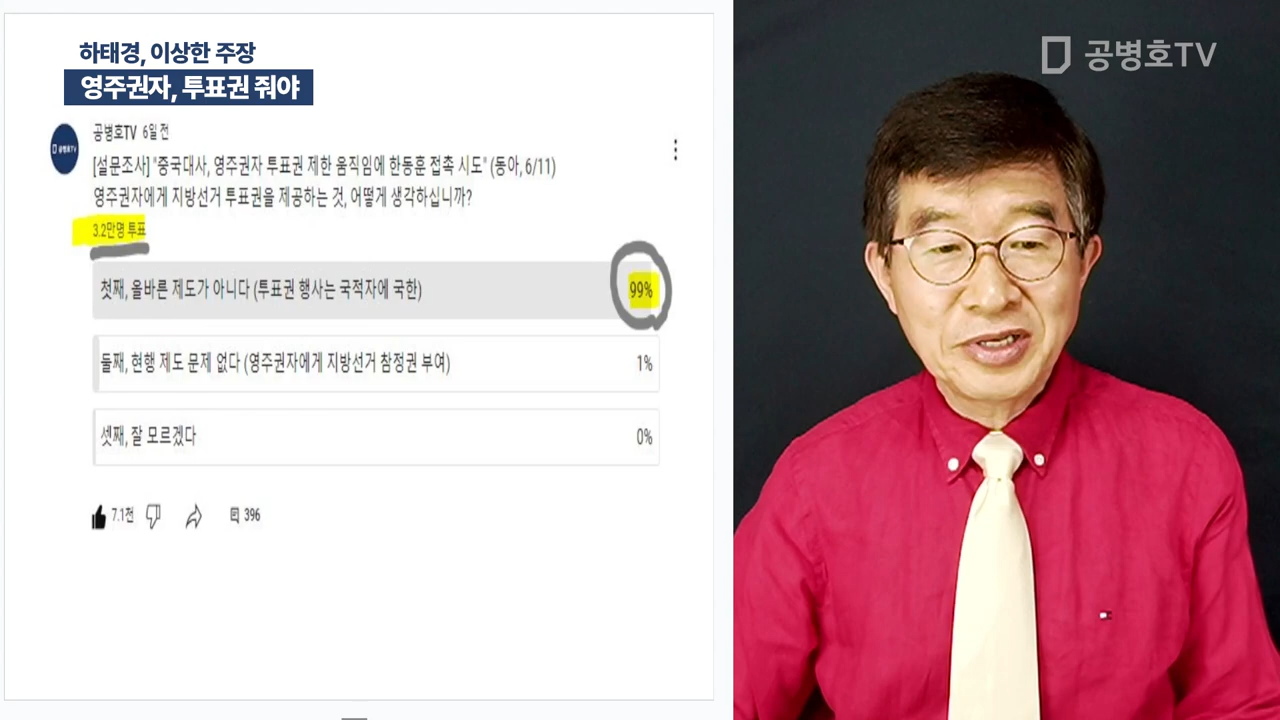 하태경, 이상한 주장
영주권자, 투표권 줘야
공병호TV
공병호TV 6일 전
[설문조사] "중국대사, 영주권자 투표권 제한 움직임에 한동훈 접촉 시도" (동아, 6/11)
영주권자에게 지방선거 투표권을 제공하는 것, 어떻게 생각하십니까?
3.2만명 투표
첫째, 올바른 제도가 아니다 (투표권 행사는 국적자에 국한) 99%
둘째, 현행 제도 문제 없다 (영주권자에게 지방선거 참정권 부여) 1%
셋째, 잘 모르겠다 0%
7.1천 396
공병호TV